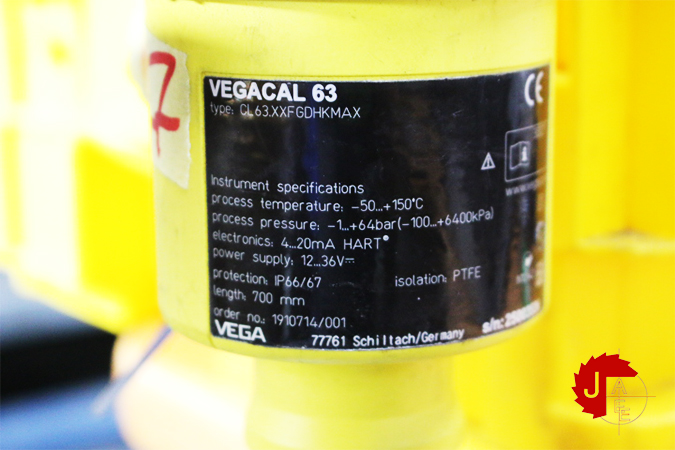 7
VEGACAL 63
CE
type: CL63.XXFGDHKMAX
Instrument specifications
process temperature: -50...+150°C
process pressure: -1...+64bar(-100...+6400kPa)
electronics: 4...20mA HART®
power supply: 12...36V⎓
protection: IP66/67 isolation: PTFE
length: 700 mm
order no.: 1910714/001
VEGA 77761 Schiltach/Germany s/n:
J